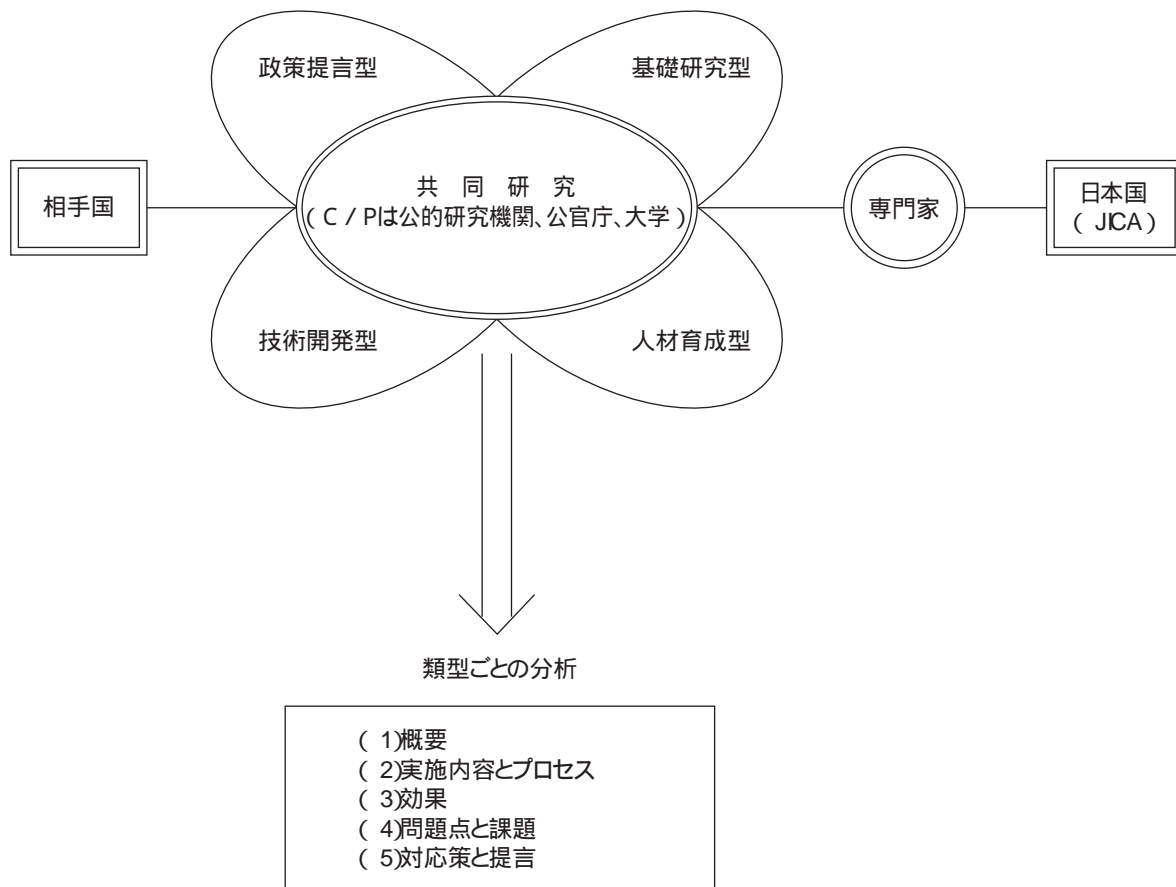 政策提言型
基礎研究型
相手国
共 同 研 究
( C / Pは公的研究機関、公官庁、大学 )
専門家
日本国
( JICA )
技術開発型
人材育成型
類型ごとの分析
( 1)概要
( 2)実施内容とプロセス
( 3)効果
( 4)問題点と課題
( 5)対応策と提言